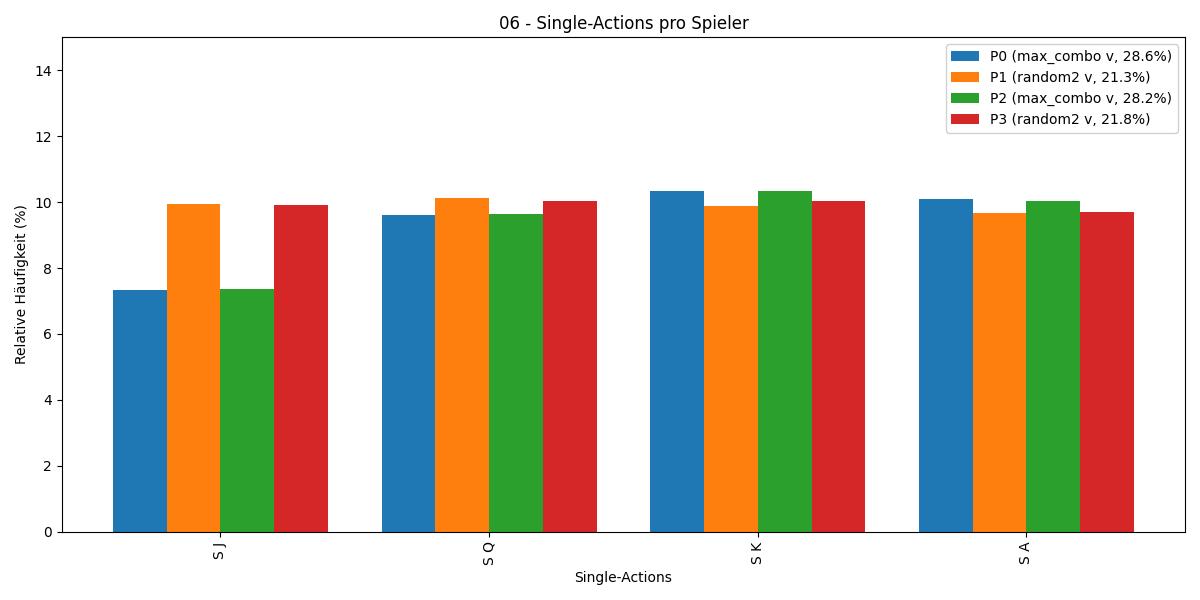 06 - Single-Actions pro Spieler
P0 (max_combo v, 28.6%)
P1 (random2 v, 21.3%)
P2 (max_combo v, 28.2%)
P3 (random2 v, 21.8%)
Relative Häufigkeit (%)
14
12
10
8
6
4
2
0
S J
S Q
S K
S A
Single-Actions